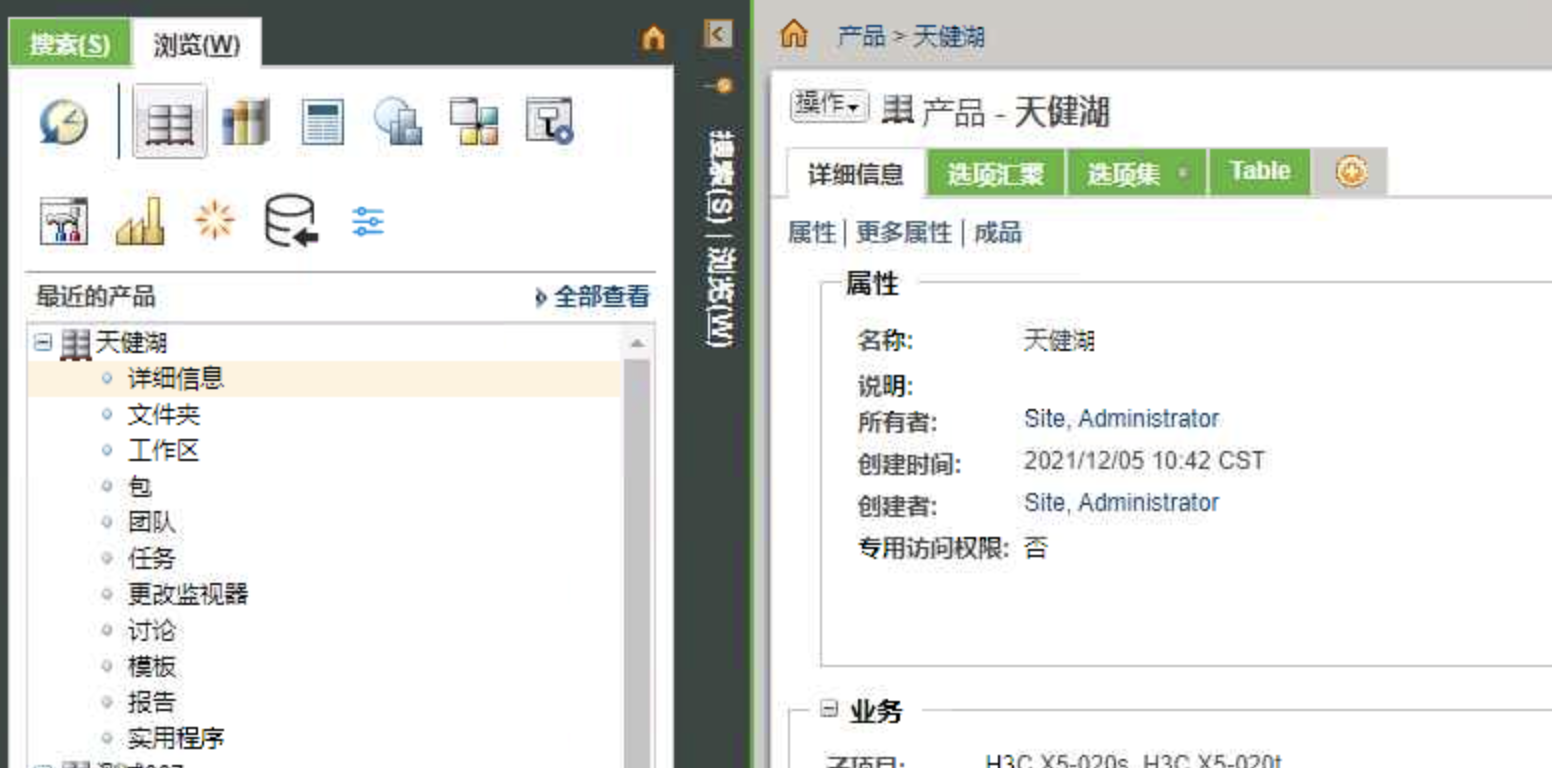 搜索(S)
浏览(W)
最近的产品
全部查看
天健湖
详细信息
文件夹
工作区
包
团队
任务
更改监视器
讨论
模板
报告
实用程序
搜索(S) | 浏览(W)
产品 > 天健湖
操作
产品 - 天健湖
详细信息
选项汇聚
选项集
Table
属性 | 更多属性 | 成品
属性
名称: 天健湖
说明:
所有者: Site, Administrator
创建时间: 2021/12/05 10:42 CST
创建者: Site, Administrator
专用访问权限: 否
业务
子项目: H3C X5-020s, H3C X5-020t